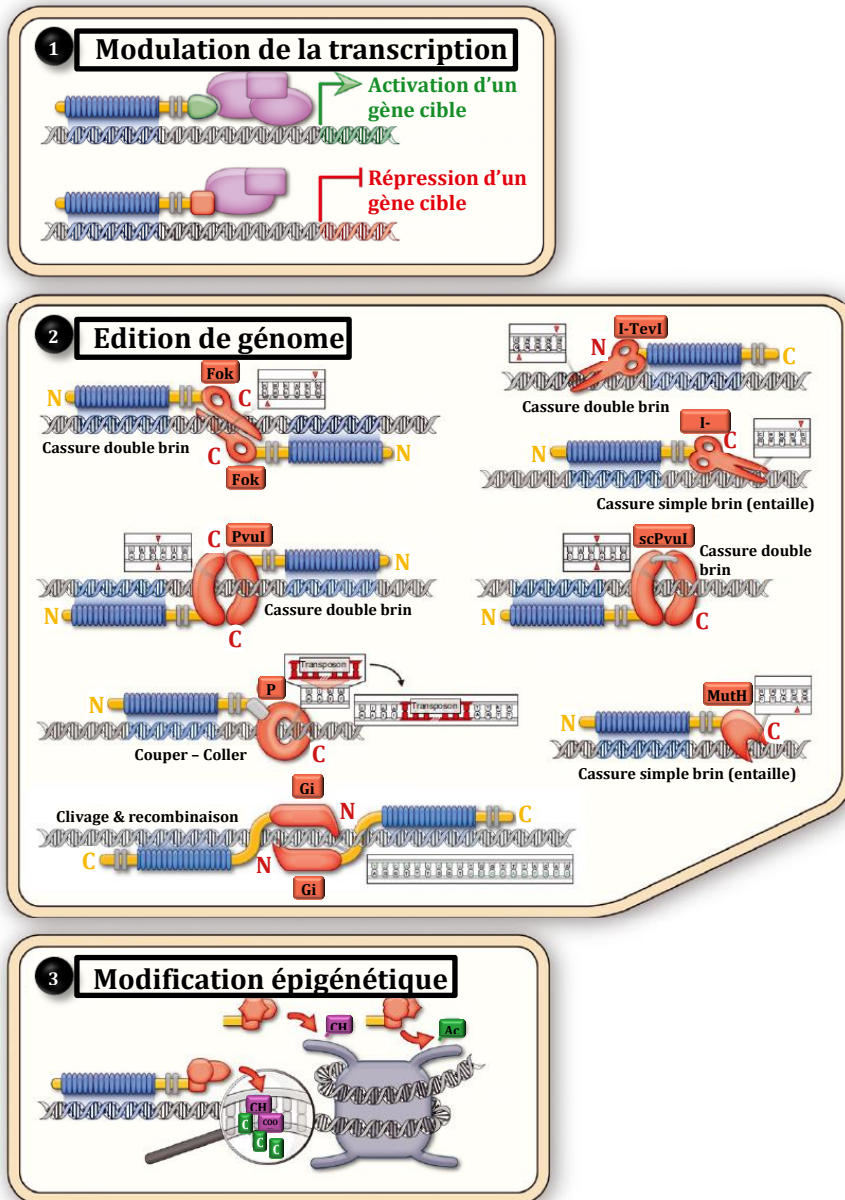 1 Modulation de la transcription
Activation d'un
gène cible
Répression d'un
gène cible
2 Edition de génome
I-TevI
N
C
Cassure double brin
Fok
N
C
Cassure double brin
C
N
Fok
I-
N
C
Cassure simple brin (entaille)
C
PvuI
N
N
Cassure double brin
C
scPvuI
Cassure double
brin
N
C
Transposon
P
N
Transposon
C
Couper – Coller
MutH
N
C
Cassure simple brin (entaille)
Gi
Clivage & recombinaison
N
C
C
N
Gi
3 Modification épigénétique
CH
Ac
CH
C
COO
C
C